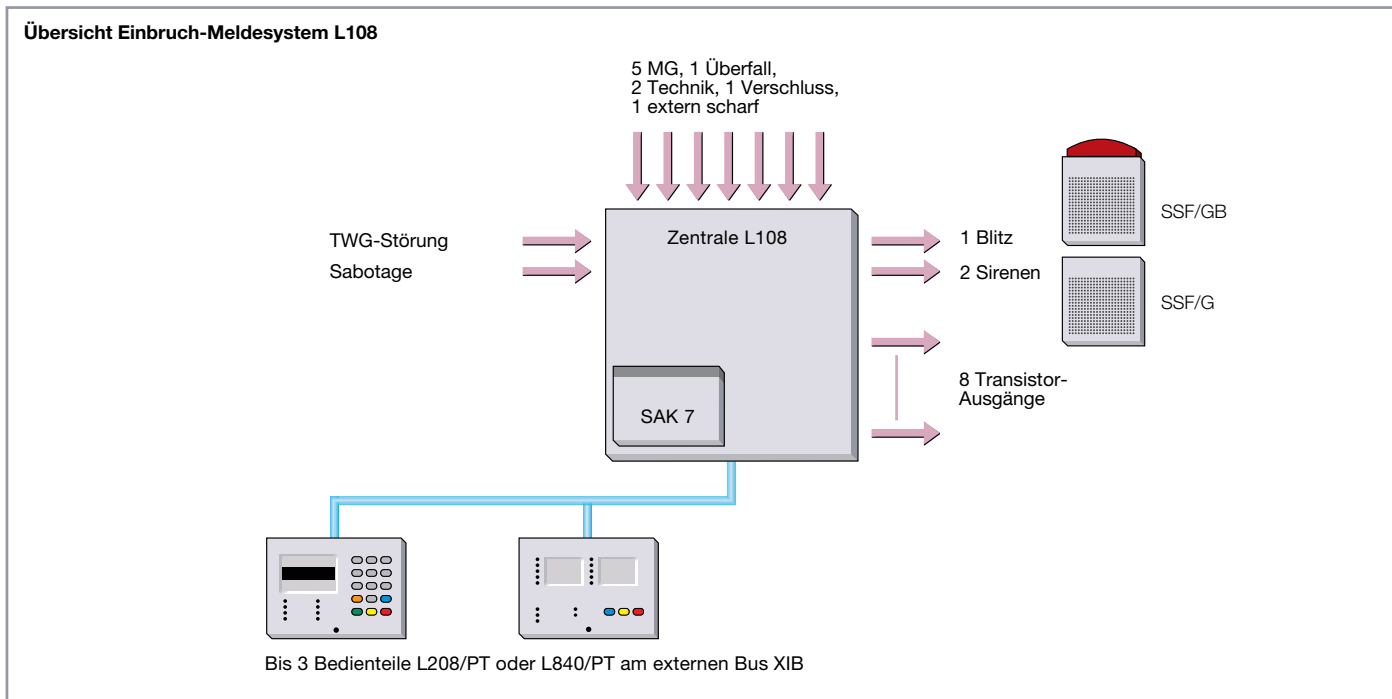 Übersicht Einbruch-Meldesystem L108
5 MG, 1 Überfall,
2 Technik, 1 Verschluss,
1 extern scharf
TWG-Störung
Sabotage
Zentrale L108
1 Blitz
2 Sirenen
SSF/GB
SSF/G
8 Transistor-
Ausgänge
SAK 7
Bis 3 Bedienteile L208/PT oder L840/PT am externen Bus XIB